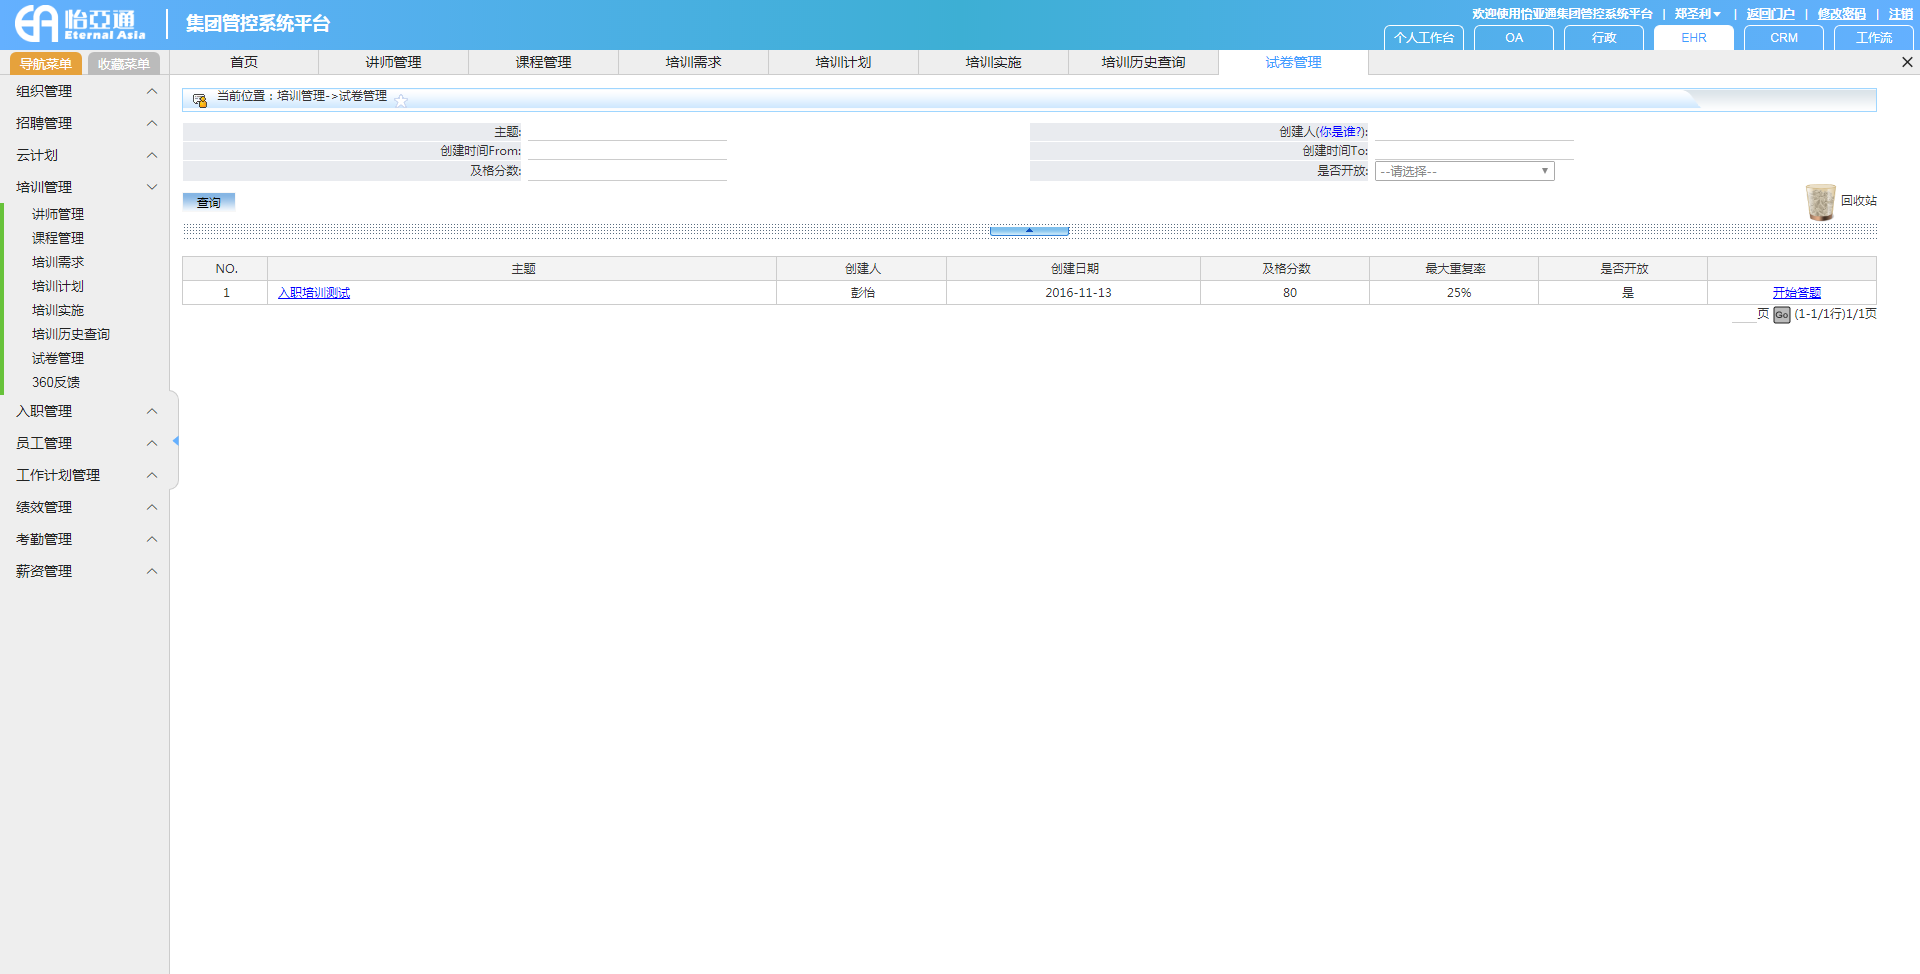 怡亞通
Eternal Asia
集团管控系统平台
欢迎使用怡亚通集团管控系统平台 | 郑圣利 | 返回门户 | 修改密码 | 注销
个人工作台 OA 行政 EHR CRM 工作流
导航菜单 收藏菜单
首页 讲师管理 课程管理 培训需求 培训计划 培训实施 培训历史查询 试卷管理
组织管理
招聘管理
云计划
培训管理
讲师管理
课程管理
培训需求
培训计划
培训实施
培训历史查询
试卷管理
360反馈
入职管理
员工管理
工作计划管理
绩效管理
考勤管理
薪资管理
当前位置：培训管理->试卷管理
主题: 创建人(你是谁?):
创建时间From: 创建时间To:
及格分数: 是否开放: --请选择--
查询
回收站
NO. 主题 创建人 创建日期 及格分数 最大重复率 是否开放
1 入职培训测试 彭怡 2016-11-13 80 25% 是 开始答题
页 Go (1-1/1行)1/1页